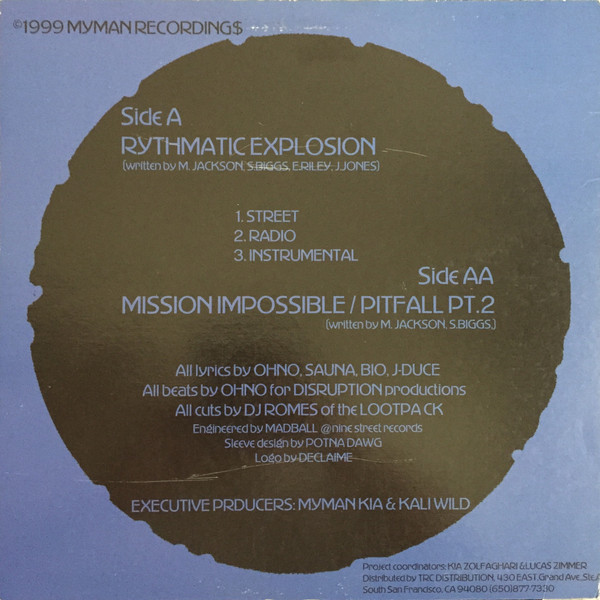 ©1999 MYMAN RECORDING$
Side A
RYTHMATIC EXPLOSION
(written by M. JACKSON, S.BIGGS, E.RILEY, J.JONES)
1. STREET
2. RADIO
3. INSTRUMENTAL
Side AA
MISSION IMPOSSIBLE / PITFALL PT.2
(written by M. JACKSON, S.BIGGS,)
All lyrics by OHNO, SAUNA, BIO, J-DUCE
All beats by OHNO for DISRUPTION productions
All cuts by DJ ROMES of the LOOTPA CK
Engineered by MADBALL @ nine street records
Sleeve design by POTNA DAWG
Logo by DECLAIME
EXECUTIVE PRDUCERS: MYMAN KIA & KALI WILD
Project coordinators: KIA ZOLFAGHARI & LUCAS ZIMMER
Distributed by TRC DISTRIBUTION, 430 EAST Grand Ave, Ste.A
South San Francisco, CA 94080 (650)877-7330